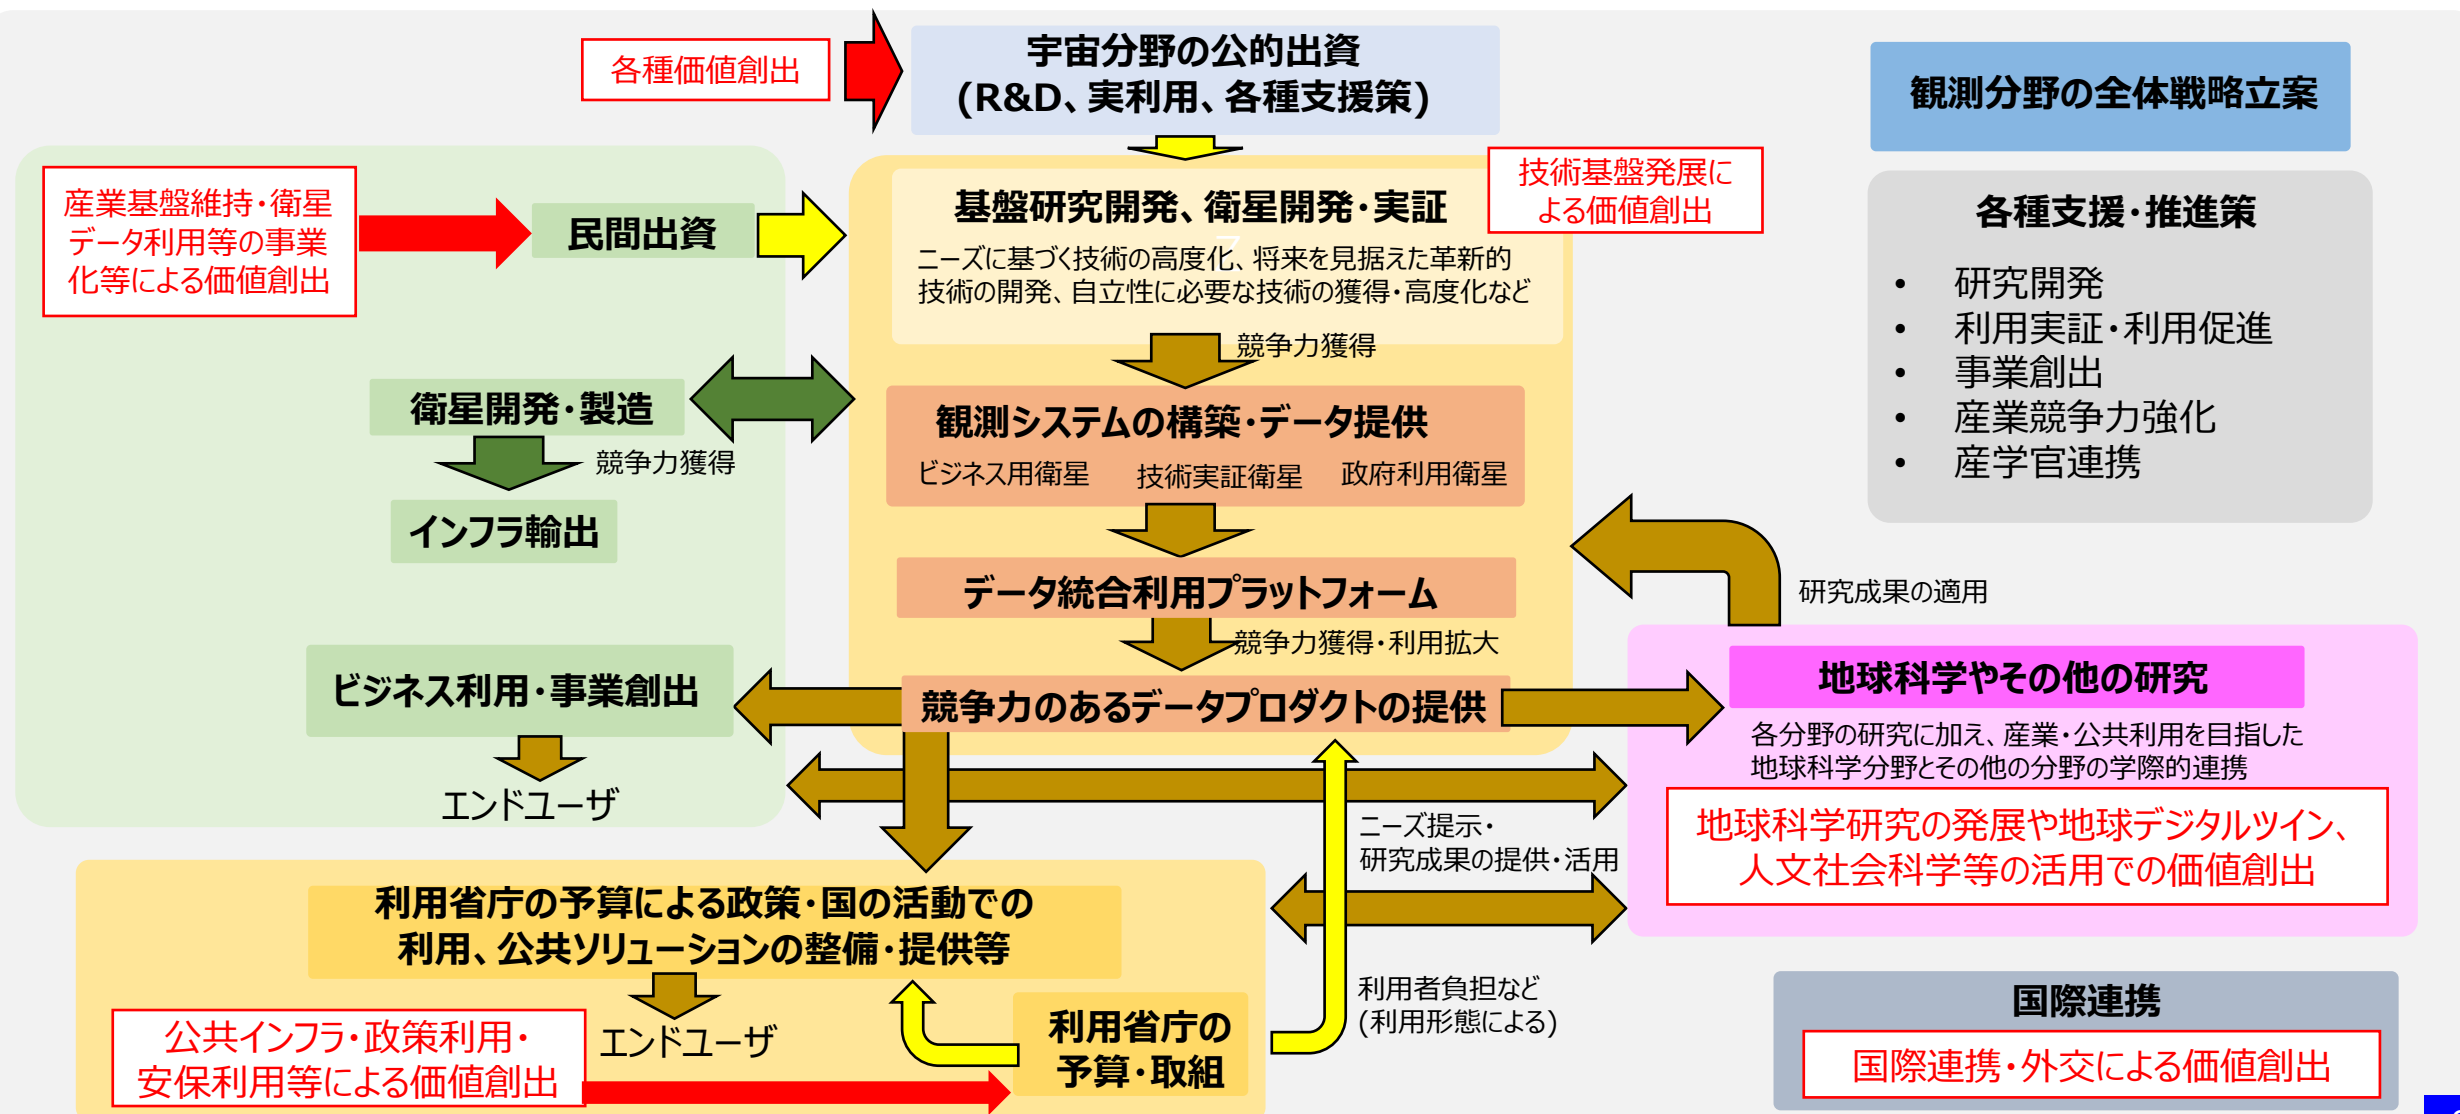 各種価値創出
宇宙分野の公的出資
(R&D、実利用、各種支援策)
観測分野の全体戦略立案
産業基盤維持・衛星
データ利用等の事業
化等による価値創出
民間出資
基盤研究開発、衛星開発・実証
ニーズに基づく技術の高度化、将来を見据えた革新的
技術の開発、自立性に必要な技術の獲得・高度化など
技術基盤発展に
よる価値創出
各種支援・推進策
• 研究開発
• 利用実証・利用促進
• 事業創出
• 産業競争力強化
• 産学官連携
競争力獲得
衛星開発・製造
競争力獲得
インフラ輸出
観測システムの構築・データ提供
ビジネス用衛星 技術実証衛星 政府利用衛星
データ統合利用プラットフォーム
競争力獲得・利用拡大
研究成果の適用
ビジネス利用・事業創出
エンドユーザ
競争力のあるデータプロダクトの提供
地球科学やその他の研究
各分野の研究に加え、産業・公共利用を目指した
地球科学分野とその他の分野の学際的連携
地球科学研究の発展や地球デジタルツイン、
人文社会科学等の活用での価値創出
ニーズ提示・
研究成果の提供・活用
利用省庁の予算による政策・国の活動での
利用、公共ソリューションの整備・提供等
エンドユーザ
公共インフラ・政策利用・
安保利用等による価値創出
利用省庁の
予算・取組
利用者負担など
(利用形態による)
国際連携
国際連携・外交による価値創出